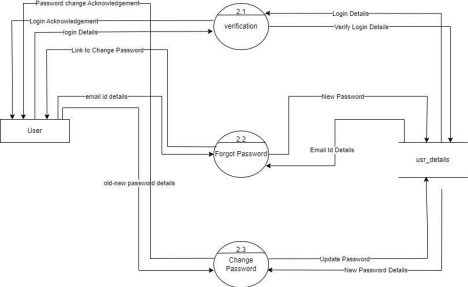 Password change Acknowledgement
2.1
Login Details
Login Acknowledgement
verification
Verify Login Details
login Details
Link to Change Password
email id details
New Password
User
2.2
Forgot Password
Email Id Details
usr_details
old-new password details
2.3
Change
Password
Update Password
New Password Details